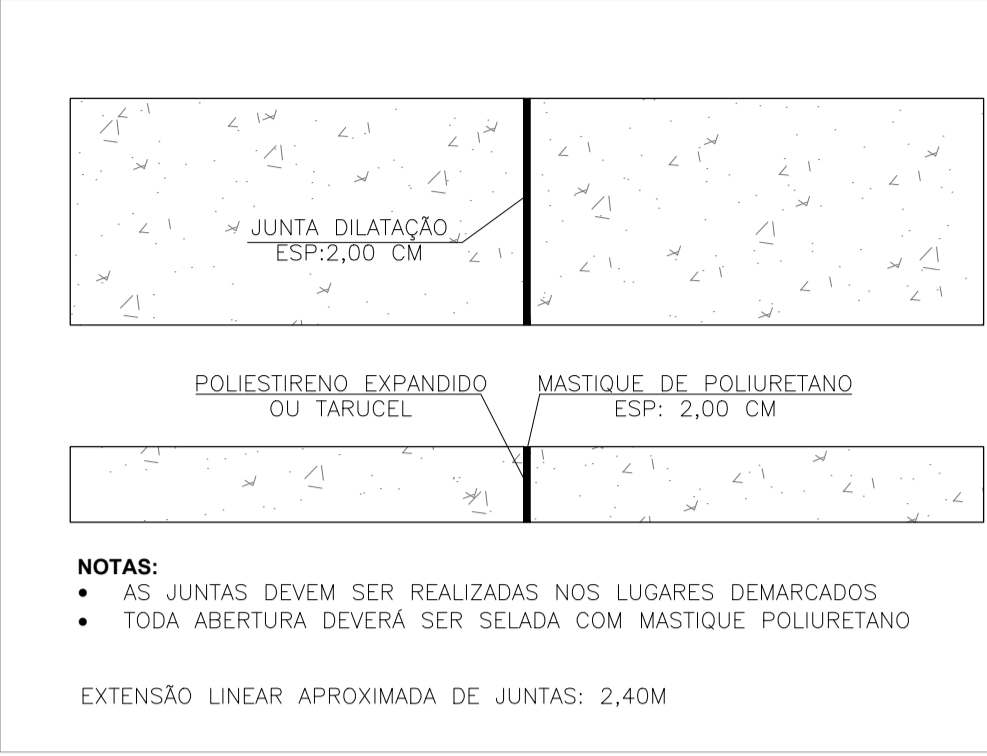 JUNTA DILATAÇÃO
ESP:2,00 CM
POLIESTIRENO EXPANDIDO
OU TARUCEL
MASTIQUE DE POLIURETANO
ESP: 2,00 CM
NOTAS:
• AS JUNTAS DEVEM SER REALIZADAS NOS LUGARES DEMARCADOS
• TODA ABERTURA DEVERÁ SER SELADA COM MASTIQUE POLIURETANO
EXTENSÃO LINEAR APROXIMADA DE JUNTAS: 2,40M